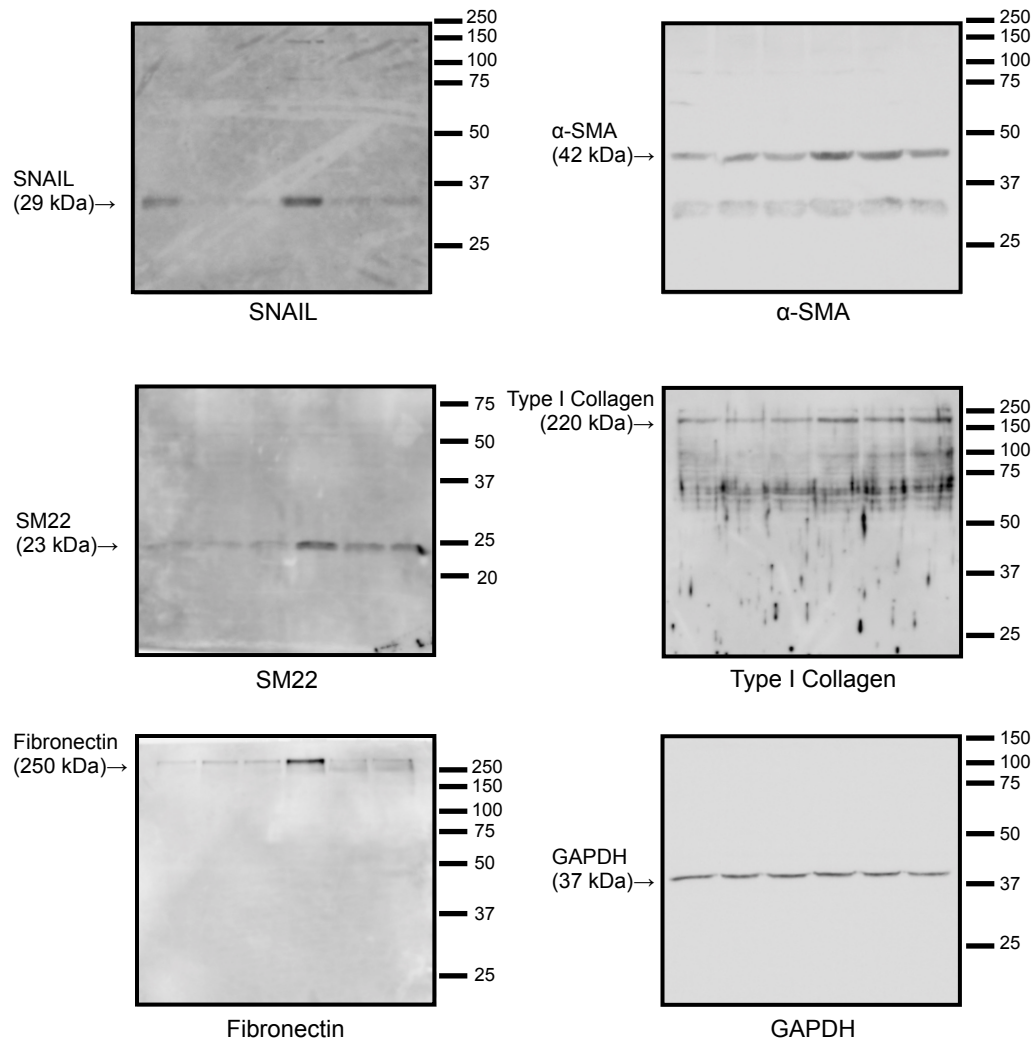 250
150
100
75
50
37
25
SNAIL
(29 kDa)→
SNAIL
250
150
100
75
50
37
25
α-SMA
(42 kDa)→
α-SMA
75
50
37
25
20
SM22
(23 kDa)→
SM22
Type I Collagen
(220 kDa)→
250
150
100
75
50
37
25
Type I Collagen
Fibronectin
(250 kDa)→
250
150
100
75
50
37
25
Fibronectin
150
100
75
50
37
25
GAPDH
(37 kDa)→
GAPDH